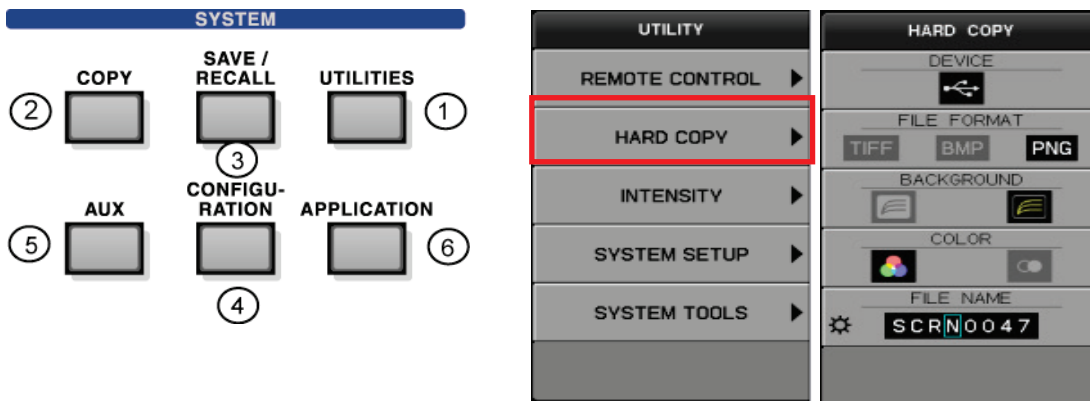 SYSTEM
COPY
SAVE /
RECALL
UTILITIES
2
1
3
AUX
CONFIGU-
RATION
APPLICATION
5
6
4
UTILITY
REMOTE CONTROL
HARD COPY
INTENSITY
SYSTEM SETUP
SYSTEM TOOLS
HARD COPY
DEVICE
FILE FORMAT
TIFF BMP PNG
BACKGROUND
COLOR
FILE NAME
SCRN0047